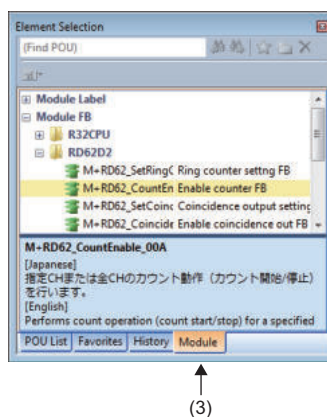 Element Selection
(Find POU)
Module Label
Module FB
R32CPU
RD62D2
M+RD62_SetRingC Ring counter settng FB
M+RD62_CountEn Enable counter FB
M+RD62_SetCoinc Coincidence output setting
M+RD62_Coincide Enable coincidence out FB
M+RD62_CountEnable_00A
[Japanese]
指定CHまたは全CHのカウント動作（カウント開始/停止）
を行います。
[English]
Performs count operation (count start/stop) for a specified
POU List Favorites History Module
(3)